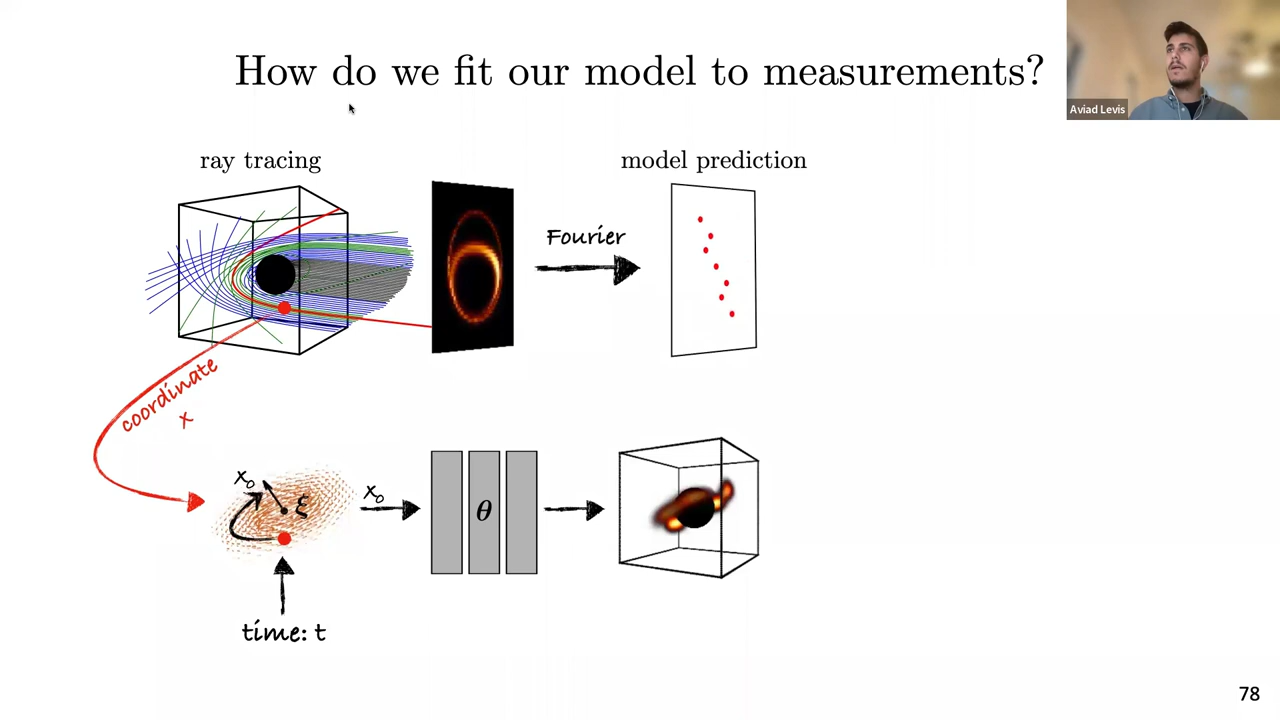 How do we fit our model to measurements?
Aviad Levis
ray tracing
model prediction
Fourier
coordinate
x
x₀
ξ
x₀
θ
time: t
78